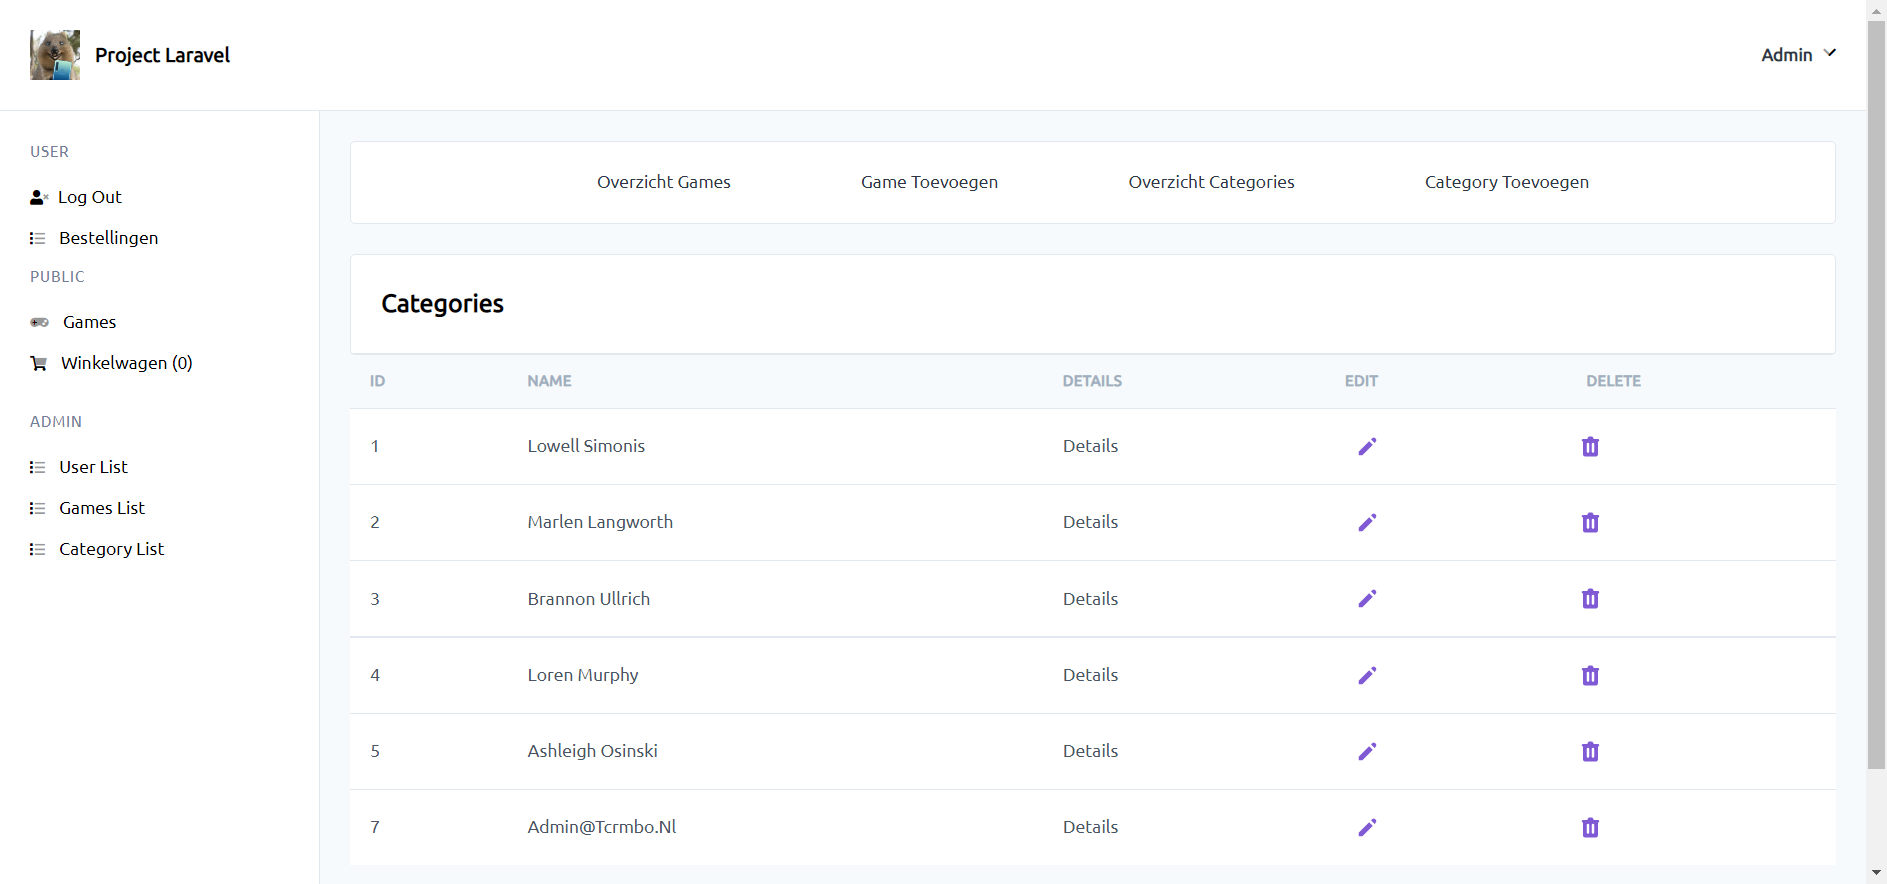 Project Laravel
Admin
USER
Log Out
Bestellingen
PUBLIC
Games
Winkelwagen (0)
ADMIN
User List
Games List
Category List
Overzicht Games Game Toevoegen Overzicht Categories Category Toevoegen
Categories
ID NAME DETAILS EDIT DELETE
1 Lowell Simonis Details
2 Marlen Langworth Details
3 Brannon Ullrich Details
4 Loren Murphy Details
5 Ashleigh Osinski Details
7 Admin@Tcrmbo.Nl Details